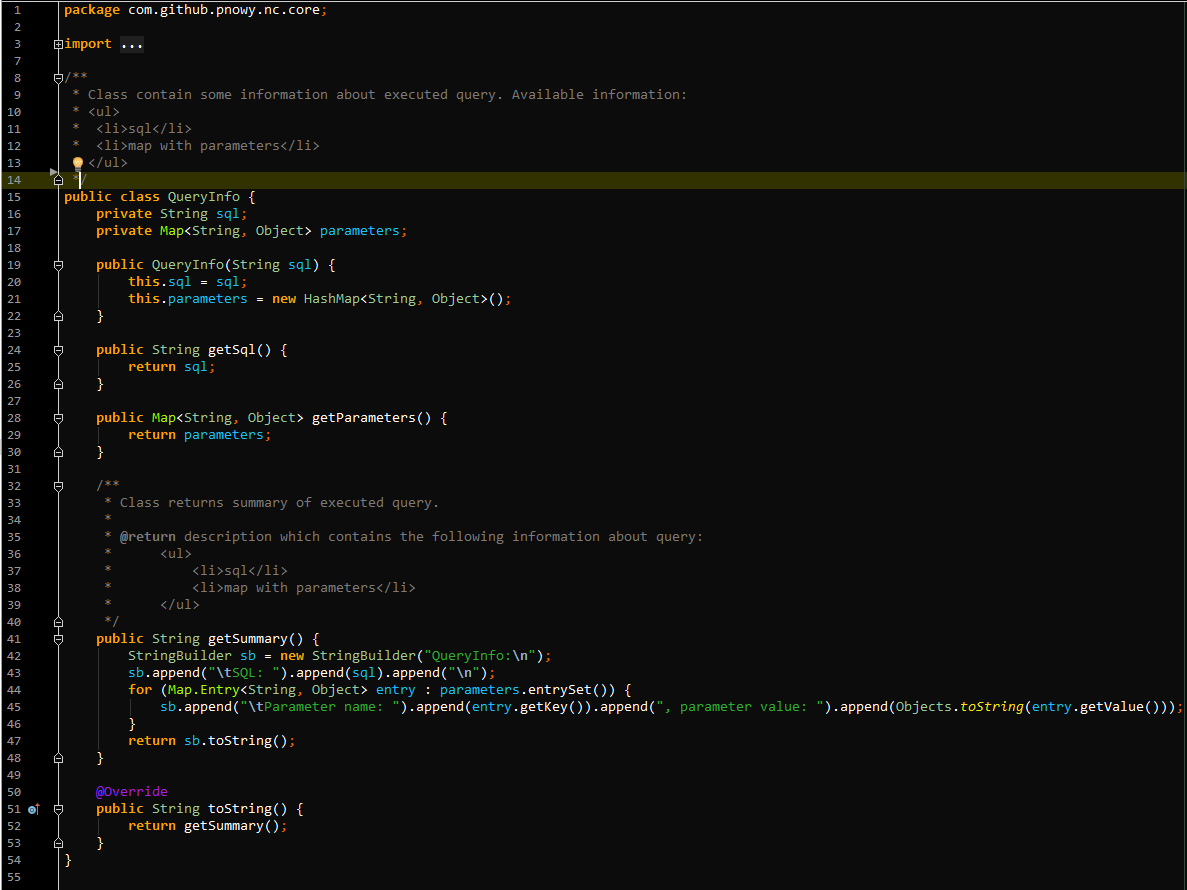 1 package com.github.pnowy.nc.core;
2
3 import ...
7
8 /**
9 * Class contain some information about executed query. Available information:
10 * <ul>
11 *  <li>sql</li>
12 *  <li>map with parameters</li>
13 </ul>
14 */
15 public class QueryInfo {
16     private String sql;
17     private Map<String, Object> parameters;
18
19     public QueryInfo(String sql) {
20         this.sql = sql;
21         this.parameters = new HashMap<String, Object>();
22     }
23
24     public String getSql() {
25         return sql;
26     }
27
28     public Map<String, Object> getParameters() {
29         return parameters;
30     }
31
32     /**
33      * Class returns summary of executed query.
34      *
35      * @return description which contains the following information about query:
36      *      <ul>
37      *          <li>sql</li>
38      *          <li>map with parameters</li>
39      *      </ul>
40      */
41     public String getSummary() {
42         StringBuilder sb = new StringBuilder("QueryInfo:\n");
43         sb.append("\tSQL: ").append(sql).append("\n");
44         for (Map.Entry<String, Object> entry : parameters.entrySet()) {
45             sb.append("\tParameter name: ").append(entry.getKey()).append(", parameter value: ").append(Objects.toString(entry.getValue()));
46         }
47         return sb.toString();
48     }
49
50     @Override
51     public String toString() {
52         return getSummary();
53     }
54 }
55